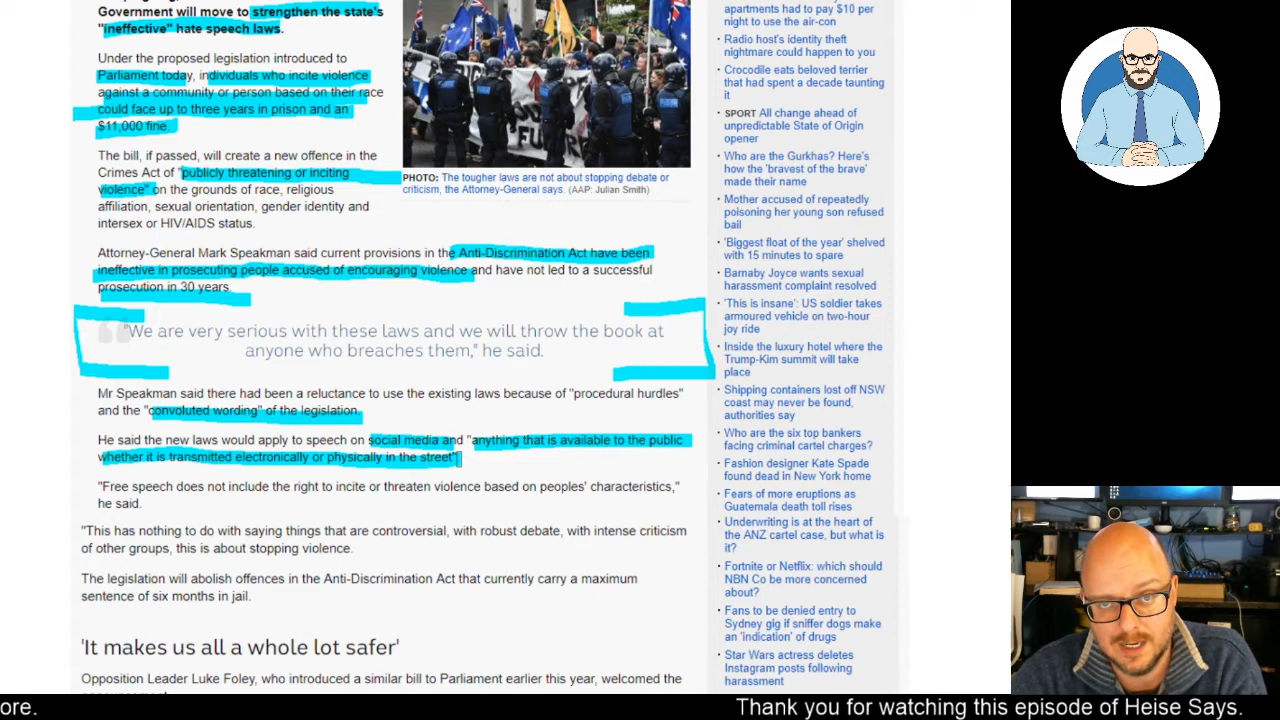 Government will move to strengthen the state's
"ineffective" hate speech laws.
Under the proposed legislation introduced to
Parliament today, individuals who incite violence
against a community or person based on their race
could face up to three years in prison and an
$11,000 fine.
The bill, if passed, will create a new offence in the
Crimes Act of "publicly threatening or inciting
violence" on the grounds of race, religious
affiliation, sexual orientation, gender identity and
intersex or HIV/AIDS status.
PHOTO: The tougher laws are not about stopping debate or
criticism, the Attorney-General says. (AAP: Julian Smith)
Attorney-General Mark Speakman said current provisions in the Anti-Discrimination Act have been
ineffective in prosecuting people accused of encouraging violence and have not led to a successful
prosecution in 30 years.
"We are very serious with these laws and we will throw the book at
anyone who breaches them," he said.
Mr Speakman said there had been a reluctance to use the existing laws because of "procedural hurdles"
and the "convoluted wording" of the legislation.
He said the new laws would apply to speech on social media and "anything that is available to the public
whether it is transmitted electronically or physically in the street"
"Free speech does not include the right to incite or threaten violence based on peoples' characteristics,"
he said.
"This has nothing to do with saying things that are controversial, with robust debate, with intense criticism
of other groups, this is about stopping violence.
The legislation will abolish offences in the Anti-Discrimination Act that currently carry a maximum
sentence of six months in jail.
'It makes us all a whole lot safer'
Opposition Leader Luke Foley, who introduced a similar bill to Parliament earlier this year, welcomed the
apartments had to pay $10 per
night to use the air-con
Radio host's identity theft
nightmare could happen to you
Crocodile eats beloved terrier
that had spent a decade taunting
it
SPORT All change ahead of
unpredictable State of Origin
opener
Who are the Gurkhas? Here's
how the 'bravest of the brave'
made their name
Mother accused of repeatedly
poisoning her young son refused
bail
'Biggest float of the year' shelved
with 15 minutes to spare
Barnaby Joyce wants sexual
harassment complaint resolved
'This is insane': US soldier takes
armoured vehicle on two-hour
joy ride
Inside the luxury hotel where the
Trump-Kim summit will take
place
Shipping containers lost off NSW
coast may never be found,
authorities say
Who are the six top bankers
facing criminal cartel charges?
Fashion designer Kate Spade
found dead in New York home
Fears of more eruptions as
Guatemala death toll rises
Underwriting is at the heart of
the ANZ cartel case, but what is
it?
Fortnite or Netflix: which should
NBN Co be more concerned
about?
Fans to be denied entry to
Sydney gig if sniffer dogs make
an 'indication' of drugs
Star Wars actress deletes
Instagram posts following
harassment
ore.
Thank you for watching this episode of Heise Says.